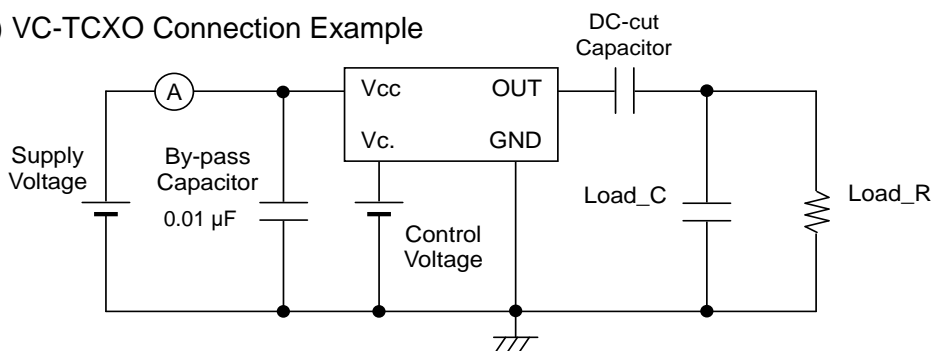 ) VC-TCXO Connection Example
DC-cut
Capacitor
A
Vcc
OUT
Vc.
GND
Supply
Voltage
By-pass
Capacitor
0.01 µF
Control
Voltage
Load_C
Load_R